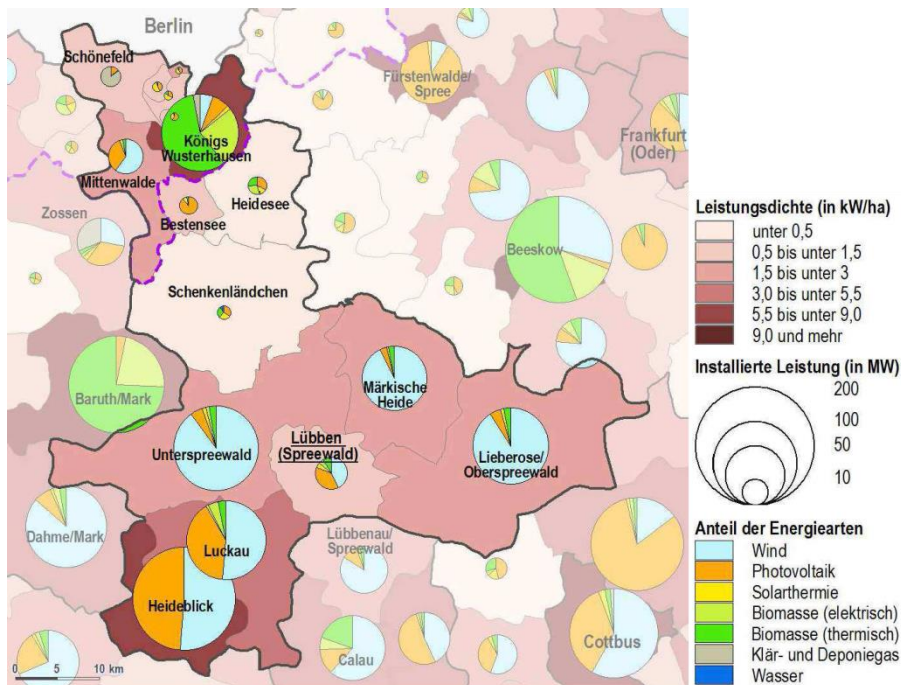 Berlin
Schönefeld
Fürstenwalde/
Spree
Frankfurt
(Oder)
Königs
Wusterhausen
Mittenwalde
Heidesee
Bestensee
Zossen
Beeskow
Schenkenländchen
Baruth/Mark
Märkische
Heide
Unterspreewald
Lübben
(Spreewald)
Lieberose/
Oberspreewald
Dahme/Mark
Luckau
Lübbenau/
Spreewald
Heideblick
Calau
Cottbus
0 5 10 km
Leistungsdichte (in kW/ha)
unter 0,5
0,5 bis unter 1,5
1,5 bis unter 3
3,0 bis unter 5,5
5,5 bis unter 9,0
9,0 und mehr
Installierte Leistung (in MW)
200
100
50
10
Anteil der Energiearten
Wind
Photovoltaik
Solarthermie
Biomasse (elektrisch)
Biomasse (thermisch)
Klär- und Deponiegas
Wasser